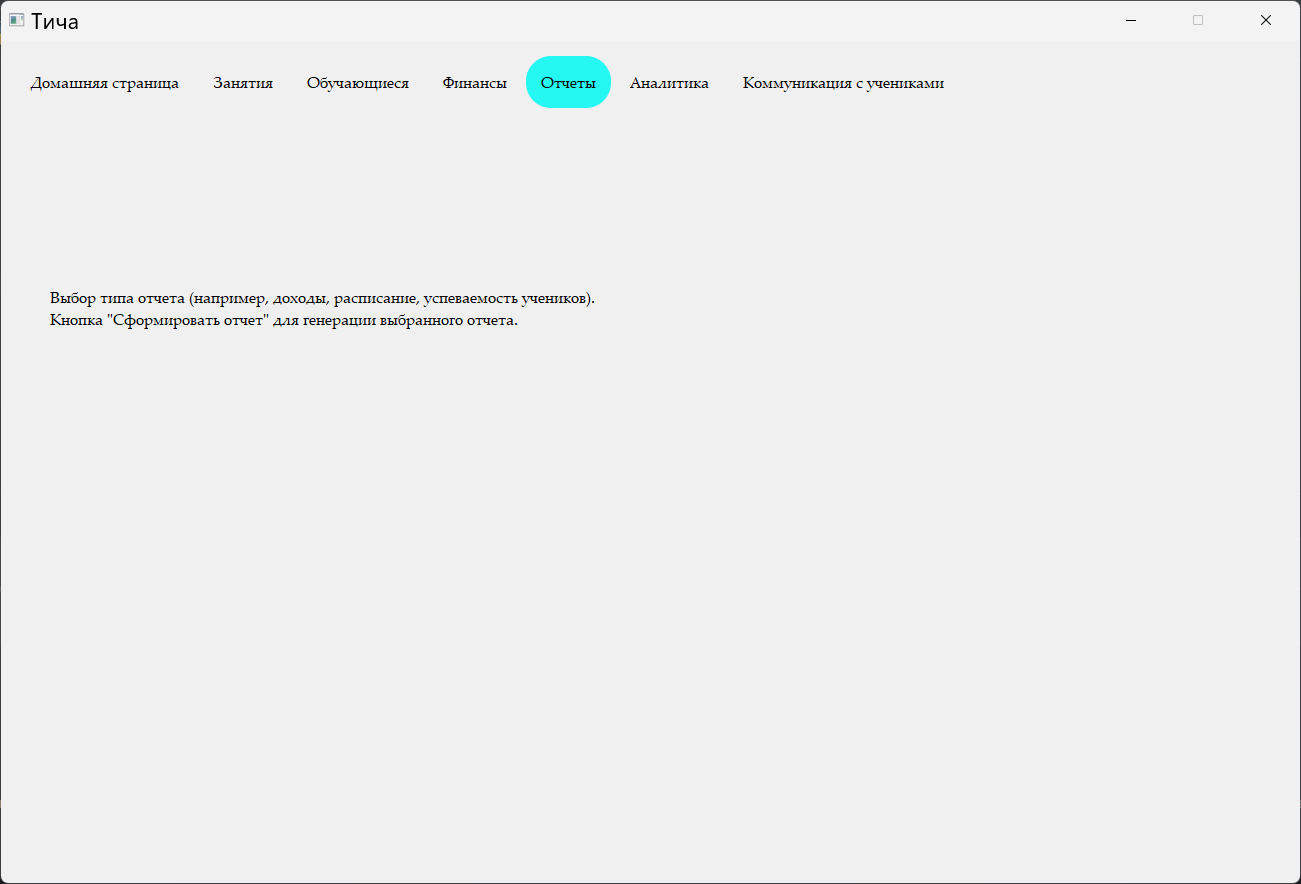 Тича
Домашняя страница Занятия Обучающиеся Финансы Отчеты Аналитика Коммуникация с учениками
Выбор типа отчета (например, доходы, расписание, успеваемость учеников).
Кнопка "Сформировать отчет" для генерации выбранного отчета.